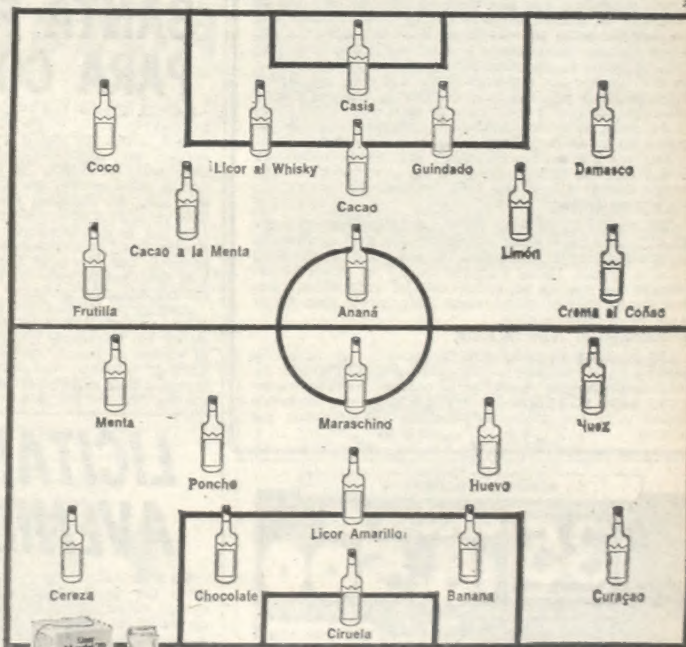 Casis
Coco
Licor al Whisky
Guindado
Damasco
Cacao
Cacao a la Menta
Limón
Frutilla
Ananá
Crema al Coñac
Menta
Maraschino
Nuez
Ponche
Huevo
Licor Amarillo
Cereza
Chocolate
Banana
Curaçao
Ciruela